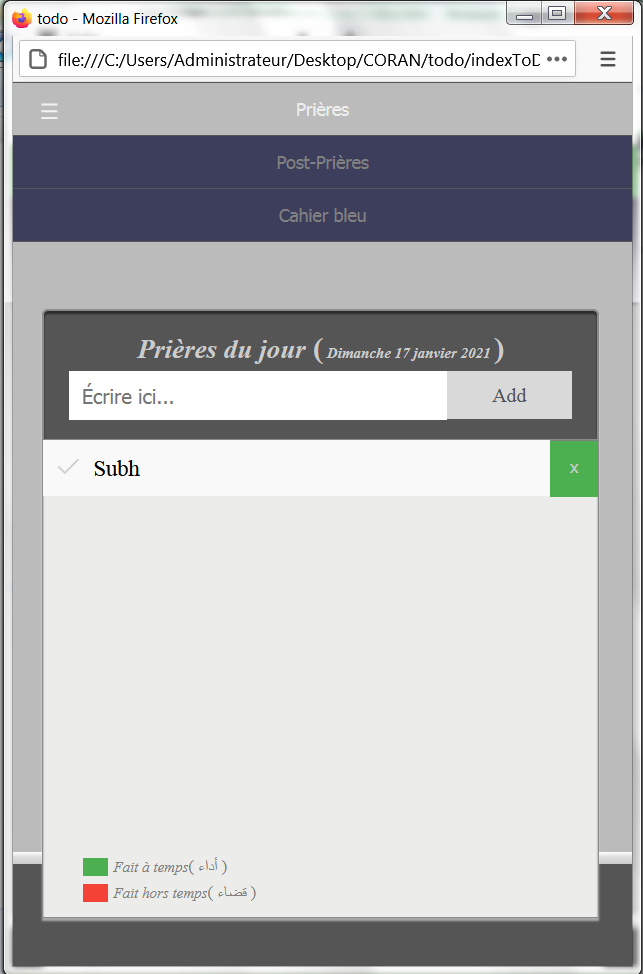 todo - Mozilla Firefox
file:///C:/Users/Administrateur/Desktop/CORAN/todo/indexToD
Prières
Post-Prières
Cahier bleu
Prières du jour ( Dimanche 17 janvier 2021 )
Écrire ici...
Add
Subh
x
Fait à temps( أداء )
Fait hors temps( قضاء )